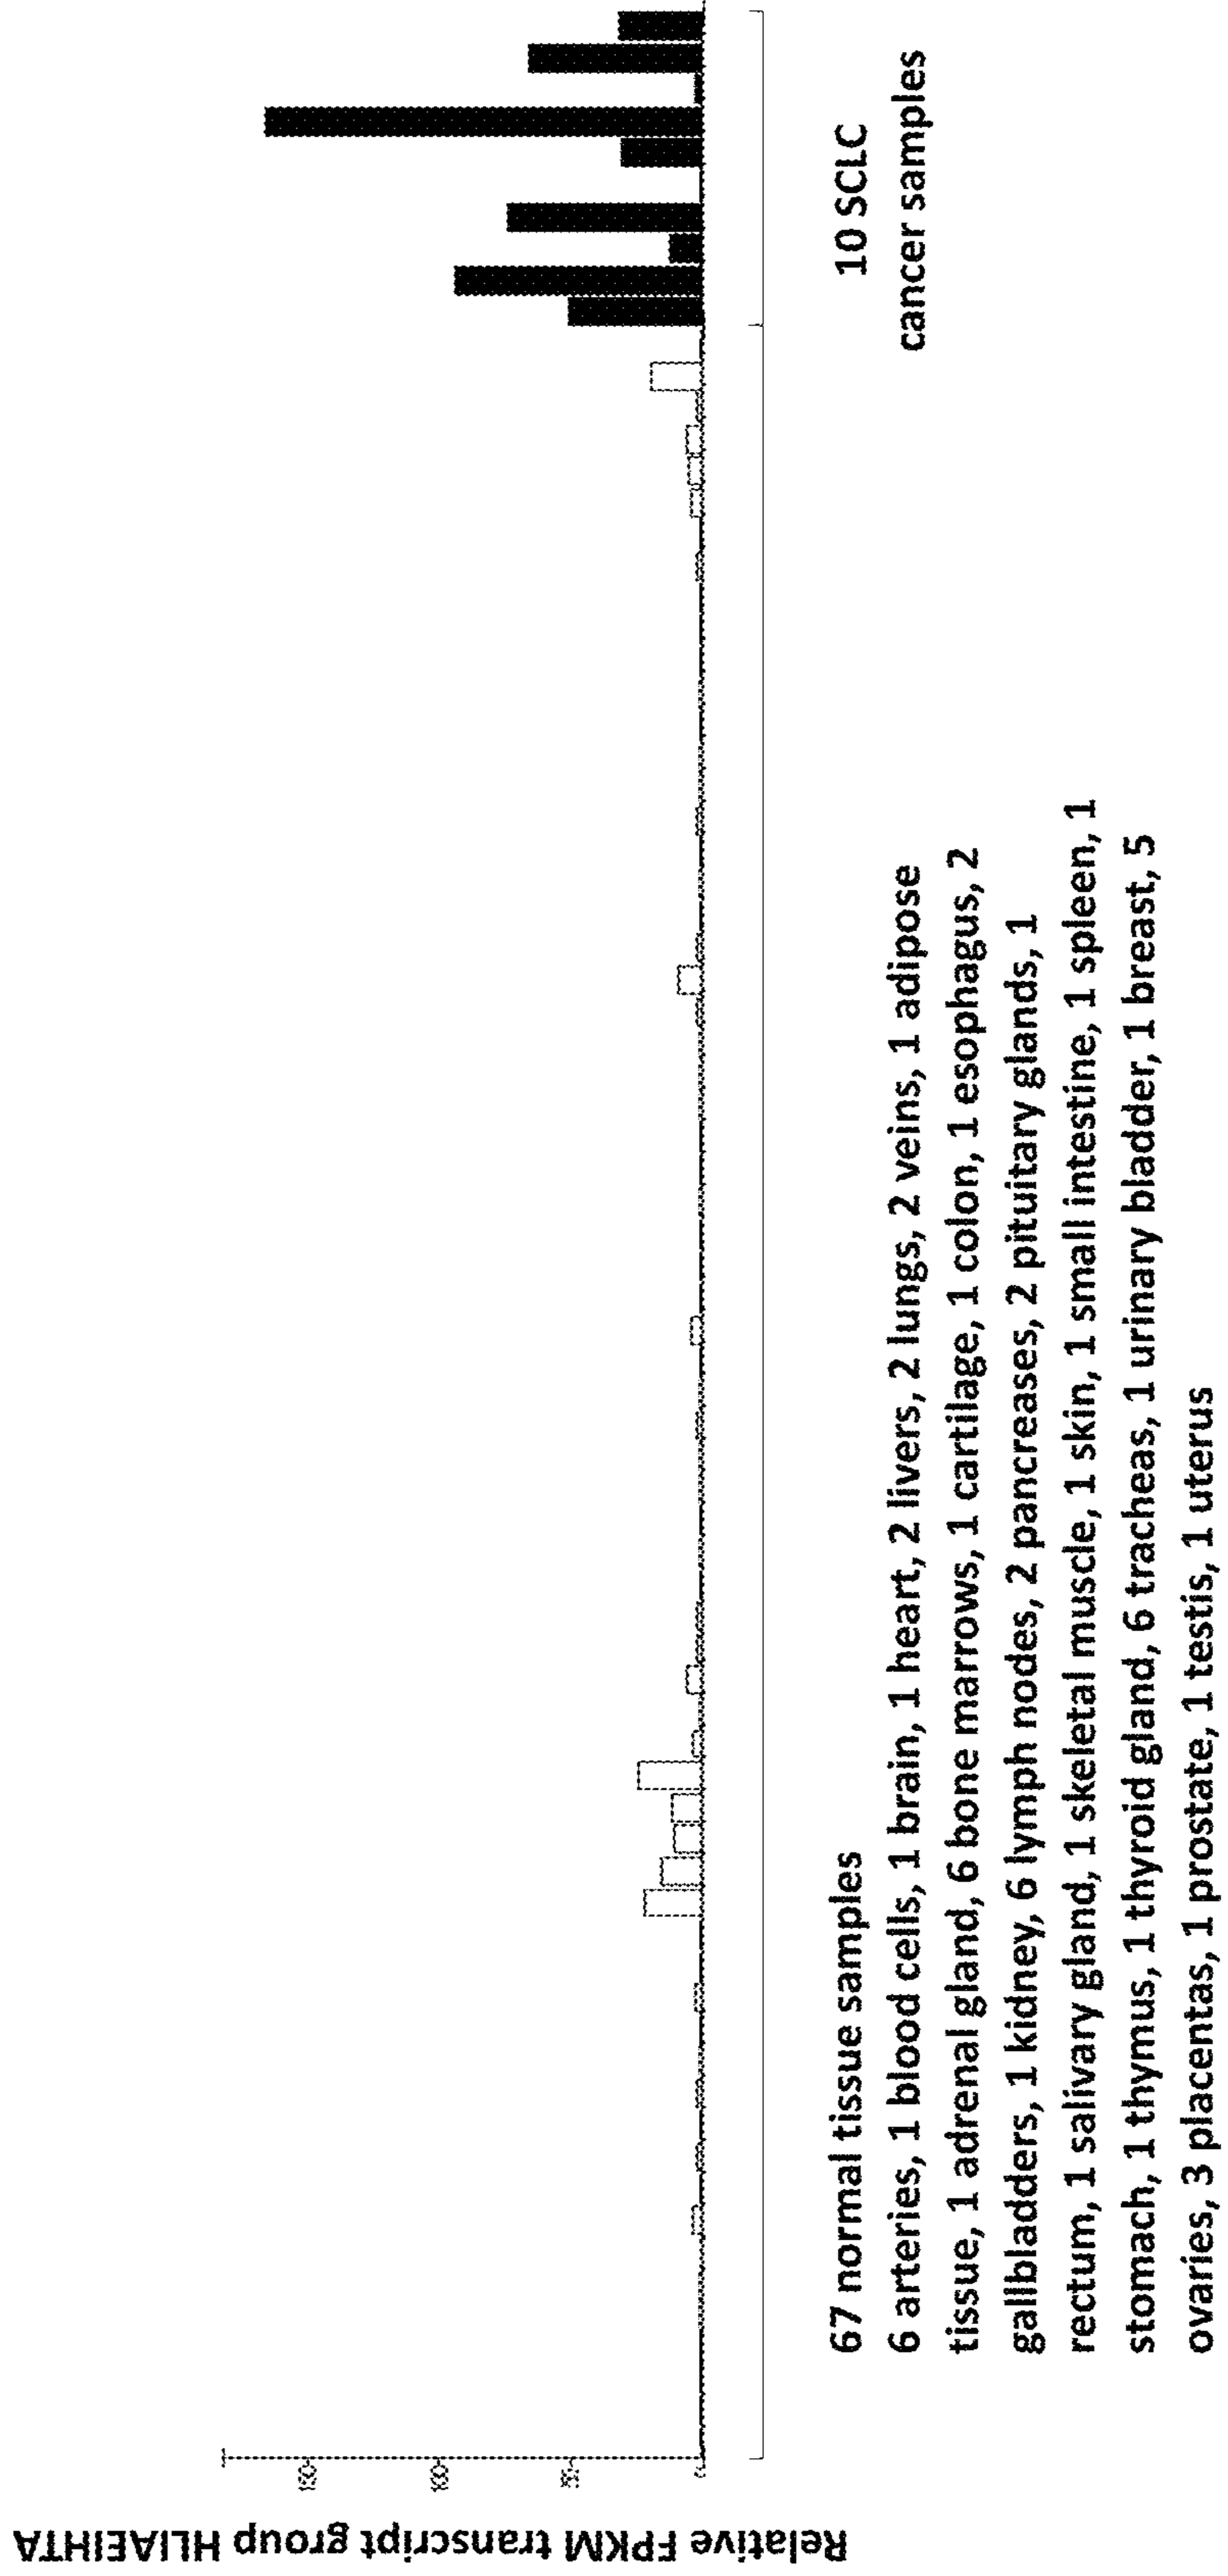 Relative FPKM transcript group HLIAEIHTA
150
100
50
0
67 normal tissue samples
6 arteries, 1 blood cells, 1 brain, 1 heart, 2 livers, 2 lungs, 2 veins, 1 adipose
tissue, 1 adrenal gland, 6 bone marrows, 1 cartilage, 1 colon, 1 esophagus, 2
gallbladders, 1 kidney, 6 lymph nodes, 2 pancreases, 2 pituitary glands, 1
rectum, 1 salivary gland, 1 skeletal muscle, 1 skin, 1 small intestine, 1 spleen, 1
stomach, 1 thymus, 1 thyroid gland, 6 tracheas, 1 urinary bladder, 1 breast, 5
ovaries, 3 placentas, 1 prostate, 1 testis, 1 uterus
10 SCLC
cancer samples